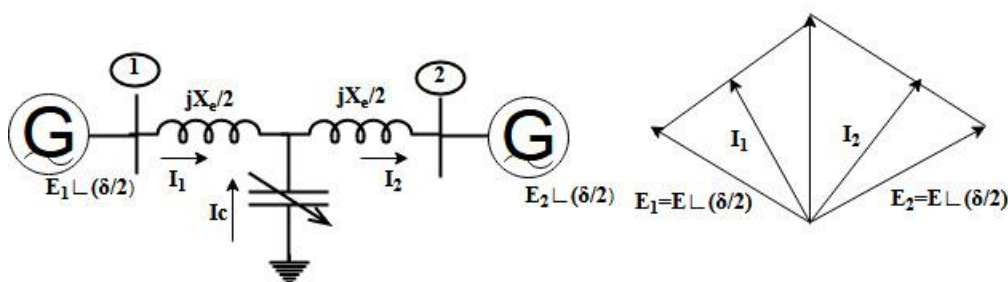 1
2
jXe/2
jXe/2
G
G
I1
I2
Ic
E1∟(δ/2)
E2∟(δ/2)
I1
I2
E1=E∟(δ/2)
E2=E∟(δ/2)